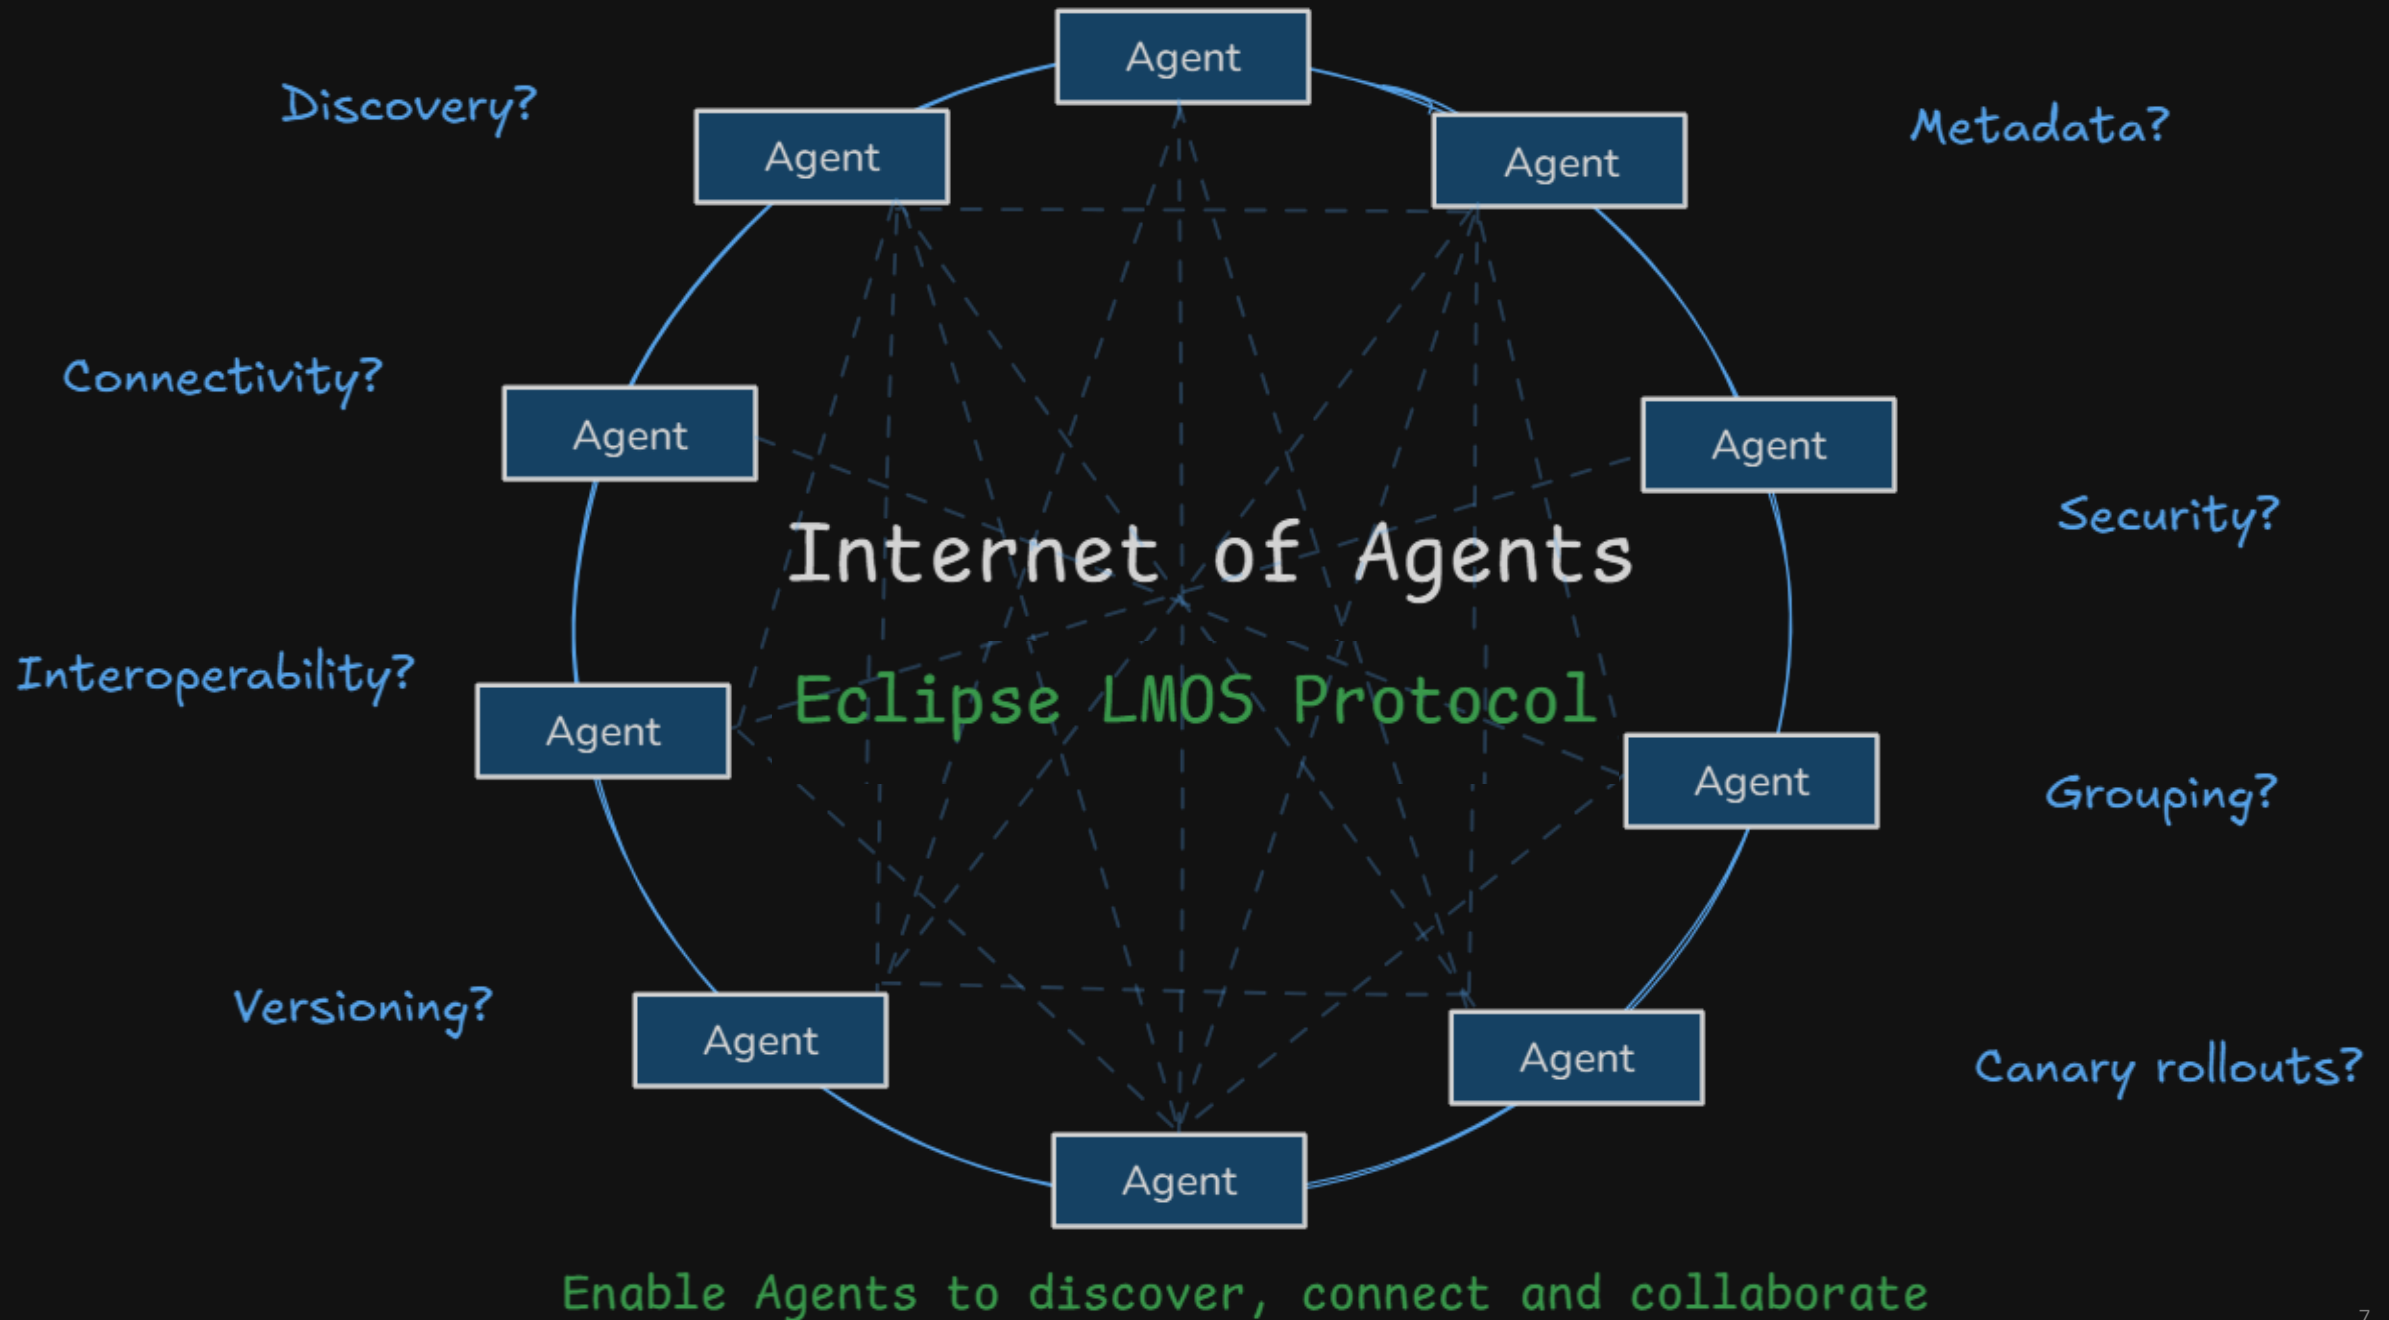 Agent
Discovery?
Metadata?
Agent
Agent
Connectivity?
Agent
Agent
Security?
Internet of Agents
Interoperability?
Eclipse LMOS Protocol
Agent
Agent
Grouping?
Versioning?
Agent
Agent
Canary rollouts?
Agent
Enable Agents to discover, connect and collaborate
7